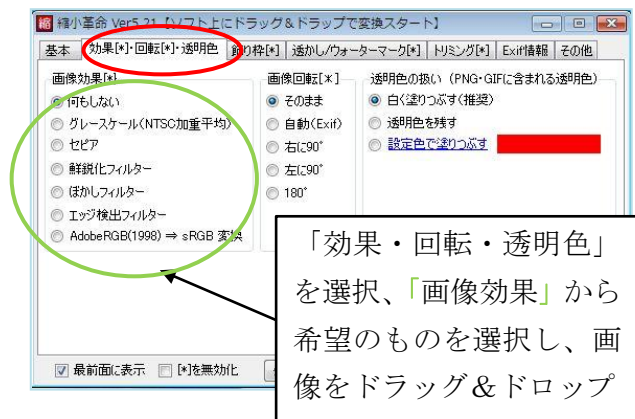 縮小革命 Ver5.21 【ソフト上にドラッグ＆ドロップで変換スタート】
基本 効果[*]・回転[*]・透明色 飾り枠[*] 透かし/ウォーターマーク[*] トリミング[*] Exif情報 その他
画像効果[*] 画像回転[*] 透明色の扱い (PNG・GIFに含まれる透明色)
何もしない そのまま 白く塗りつぶす(推奨)
グレースケール(NTSC加重平均) 自動(Exif) 透明色を残す
セピア 右に90° 設定色で塗りつぶす
鮮鋭化フィルター 左に90°
ぼかしフィルター 180°
エッジ検出フィルター
AdobeRGB(1998) ⇒ sRGB 変換
「効果・回転・透明色」
を選択、「画像効果」から
希望のものを選択し、画
像をドラッグ＆ドロップ
最前面に表示 [*]を無効化